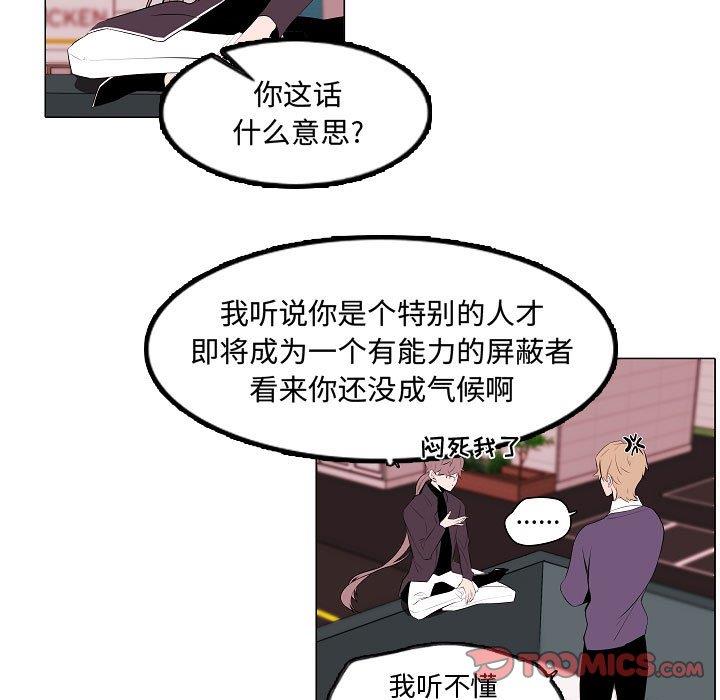 CKEN
你这话
什么意思?
我听说你是个特别的人才
即将成为一个有能力的屏蔽者
看来你还没成气候啊
闷死我了
……
我听不懂
TOOMICS.COM